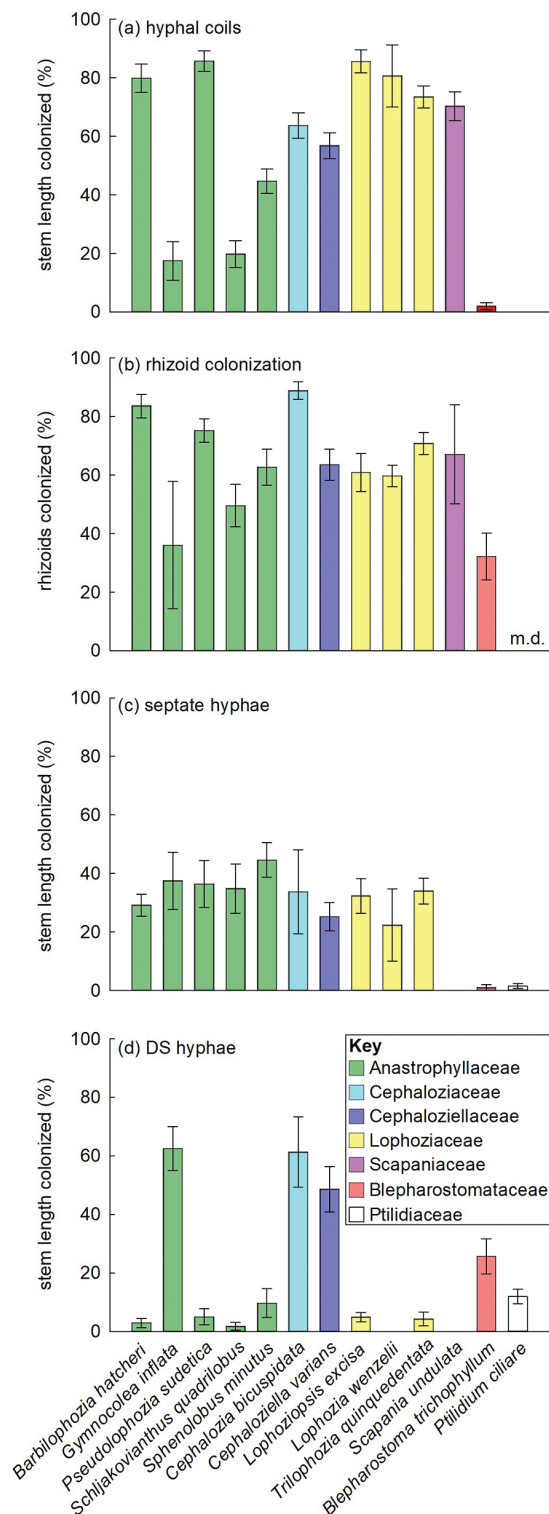 (a) hyphal coils
stem length colonized (%)
100
80
60
40
20
0
(b) rhizoid colonization
rhizoids colonized (%)
100
80
60
40
20
0
m.d.
(c) septate hyphae
stem length colonized (%)
100
80
60
40
20
0
(d) DS hyphae
stem length colonized (%)
100
80
60
40
20
0
Key
Anastrophyllaceae
Cephaloziaceae
Cephaloziellaceae
Lophoziaceae
Scapaniaceae
Blepharostomataceae
Ptilidiaceae
Barbilophozia hatcheri
Gymnocolea inflata
Pseudolophozia sudetica
Schljakovianthus quadrilobus
Sphenolobus minutus
Cephalozia bicuspidata
Cephaloziella varians
Lophoziopsis excisa
Lophozia wenzelii
Trilophozia quinquedentata
Scapania undulata
Blepharostoma trichophyllum
Ptilidium ciliare